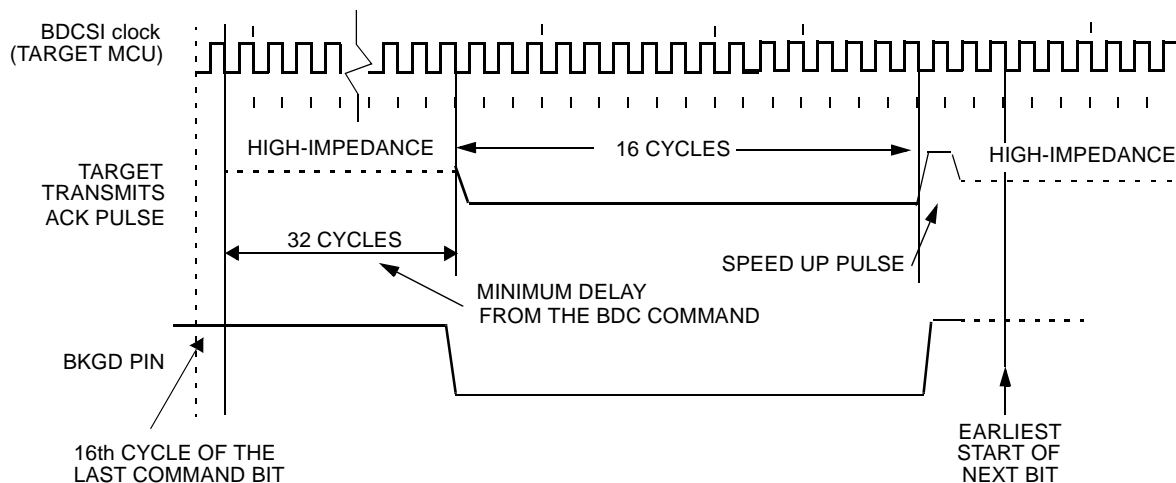 BDCSI clock
(TARGET MCU)
HIGH-IMPEDANCE
16 CYCLES
HIGH-IMPEDANCE
TARGET
TRANSMITS
ACK PULSE
32 CYCLES
SPEED UP PULSE
MINIMUM DELAY
FROM THE BDC COMMAND
BKGD PIN
16th CYCLE OF THE
LAST COMMAND BIT
EARLIEST
START OF
NEXT BIT